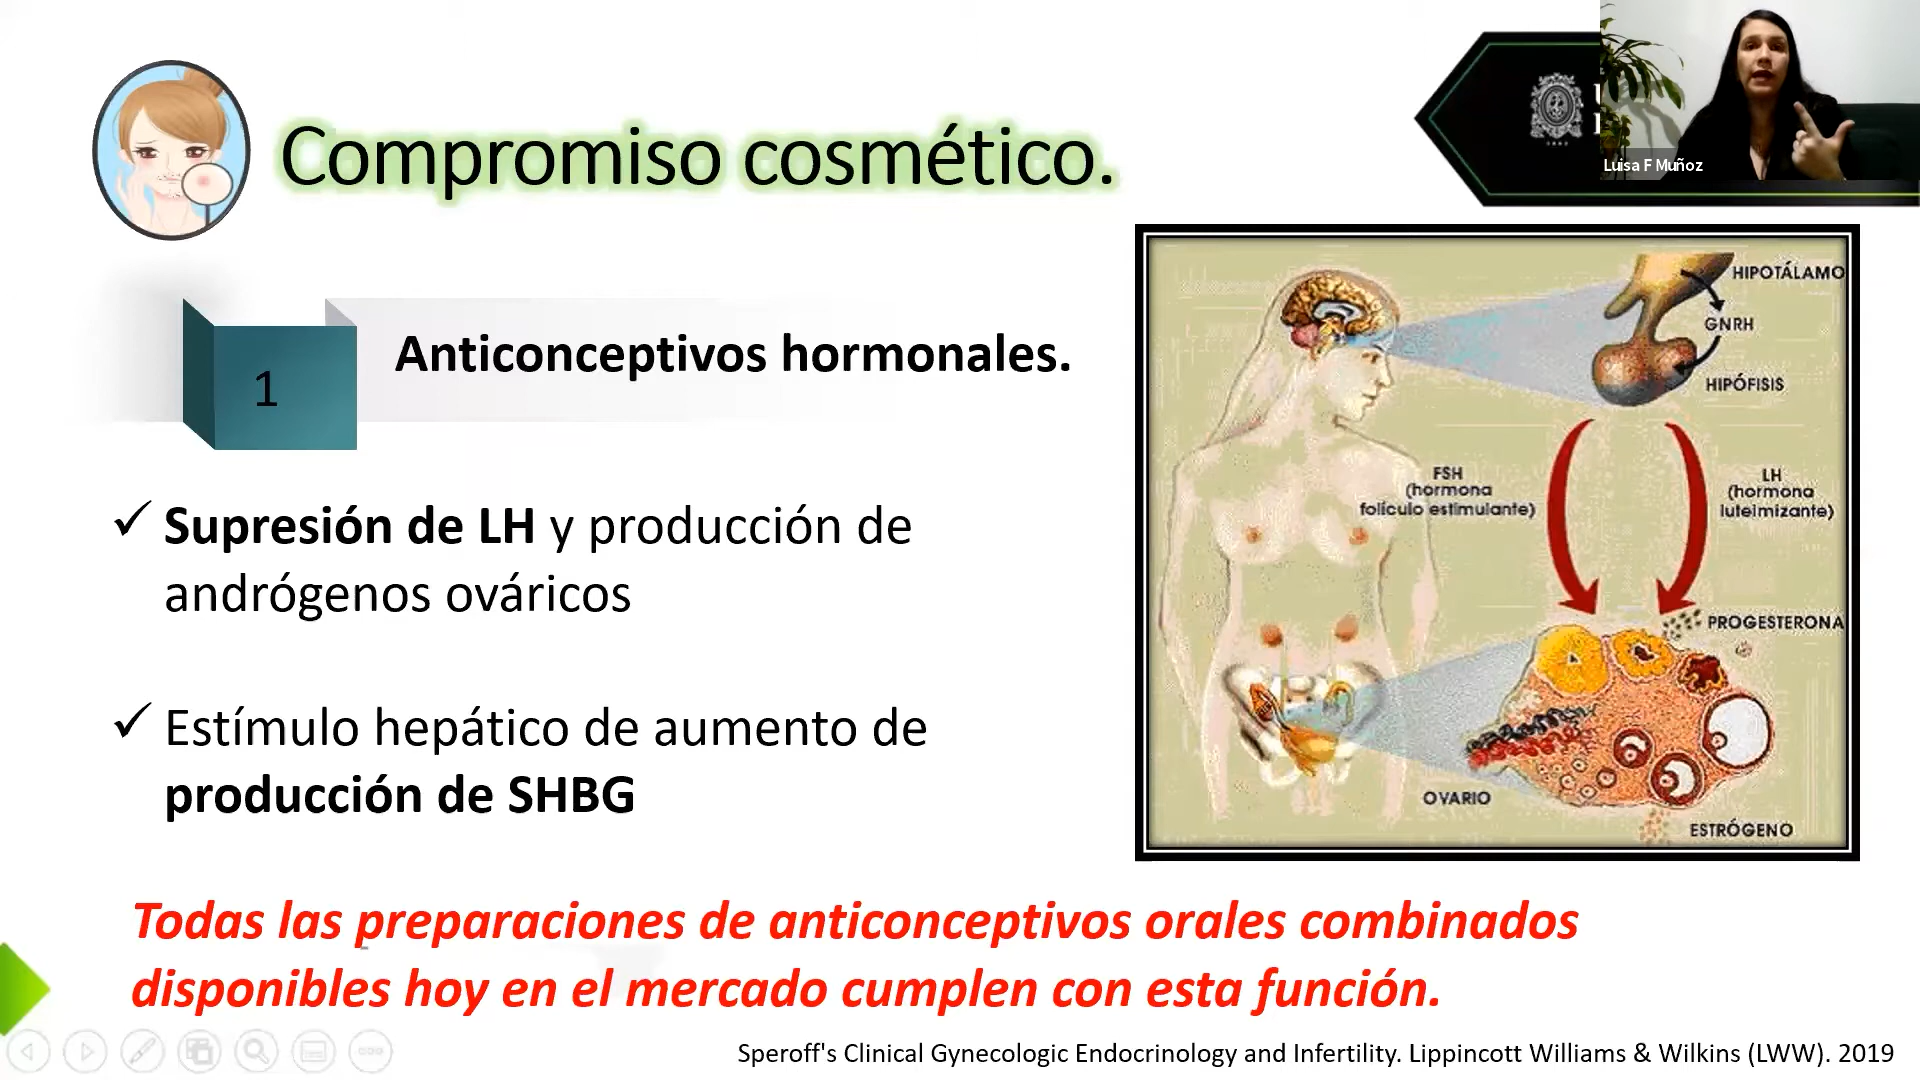 Compromiso cosmético.
Luisa F Muñoz
1
Anticonceptivos hormonales.
✓ Supresión de LH y producción de
andrógenos ováricos
✓ Estímulo hepático de aumento de
producción de SHBG
HIPOTÁLAMO
GNRH
HIPÓFISIS
FSH
(hormona
folículo estimulante)
LH
(hormona
luteimizante)
PROGESTERONA
OVARIO
ESTRÓGENO
Todas las preparaciones de anticonceptivos orales combinados
disponibles hoy en el mercado cumplen con esta función.
Speroff's Clinical Gynecologic Endocrinology and Infertility. Lippincott Williams & Wilkins (LWW). 2019